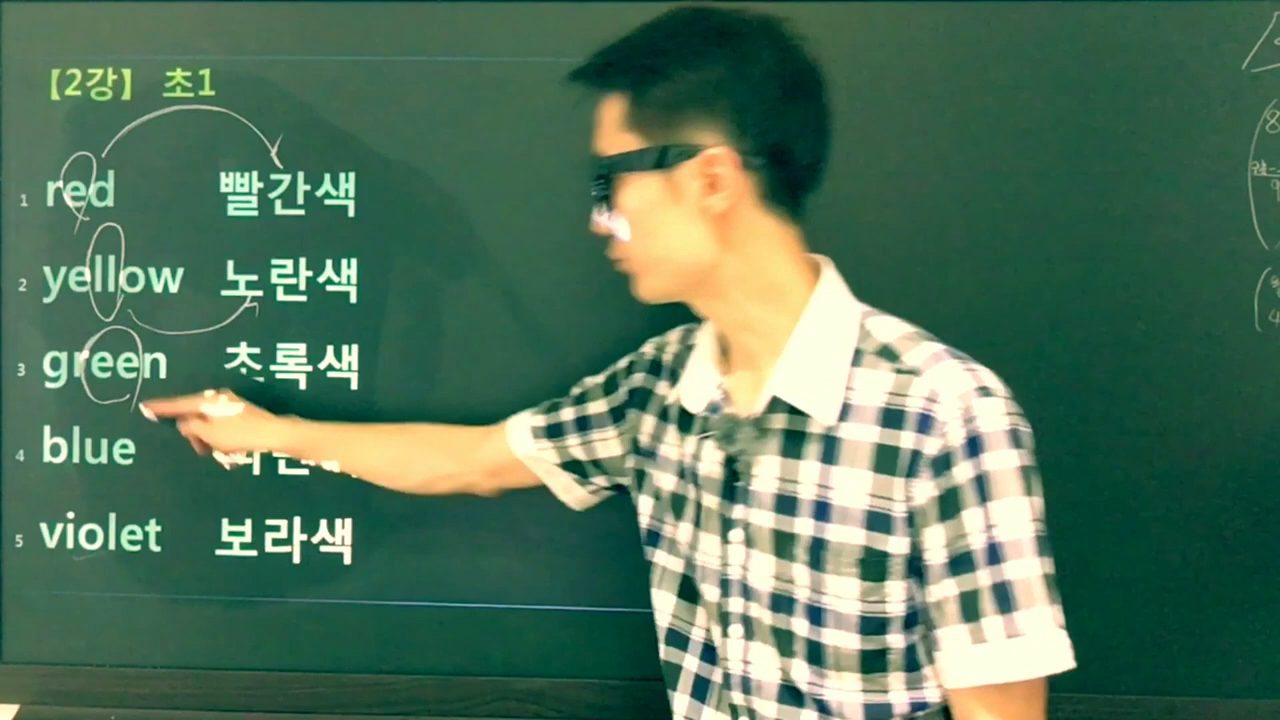 【2강】 초1
1 red 빨간색
2 yellow 노란색
3 green 초록색
4 blue
5 violet 보라색